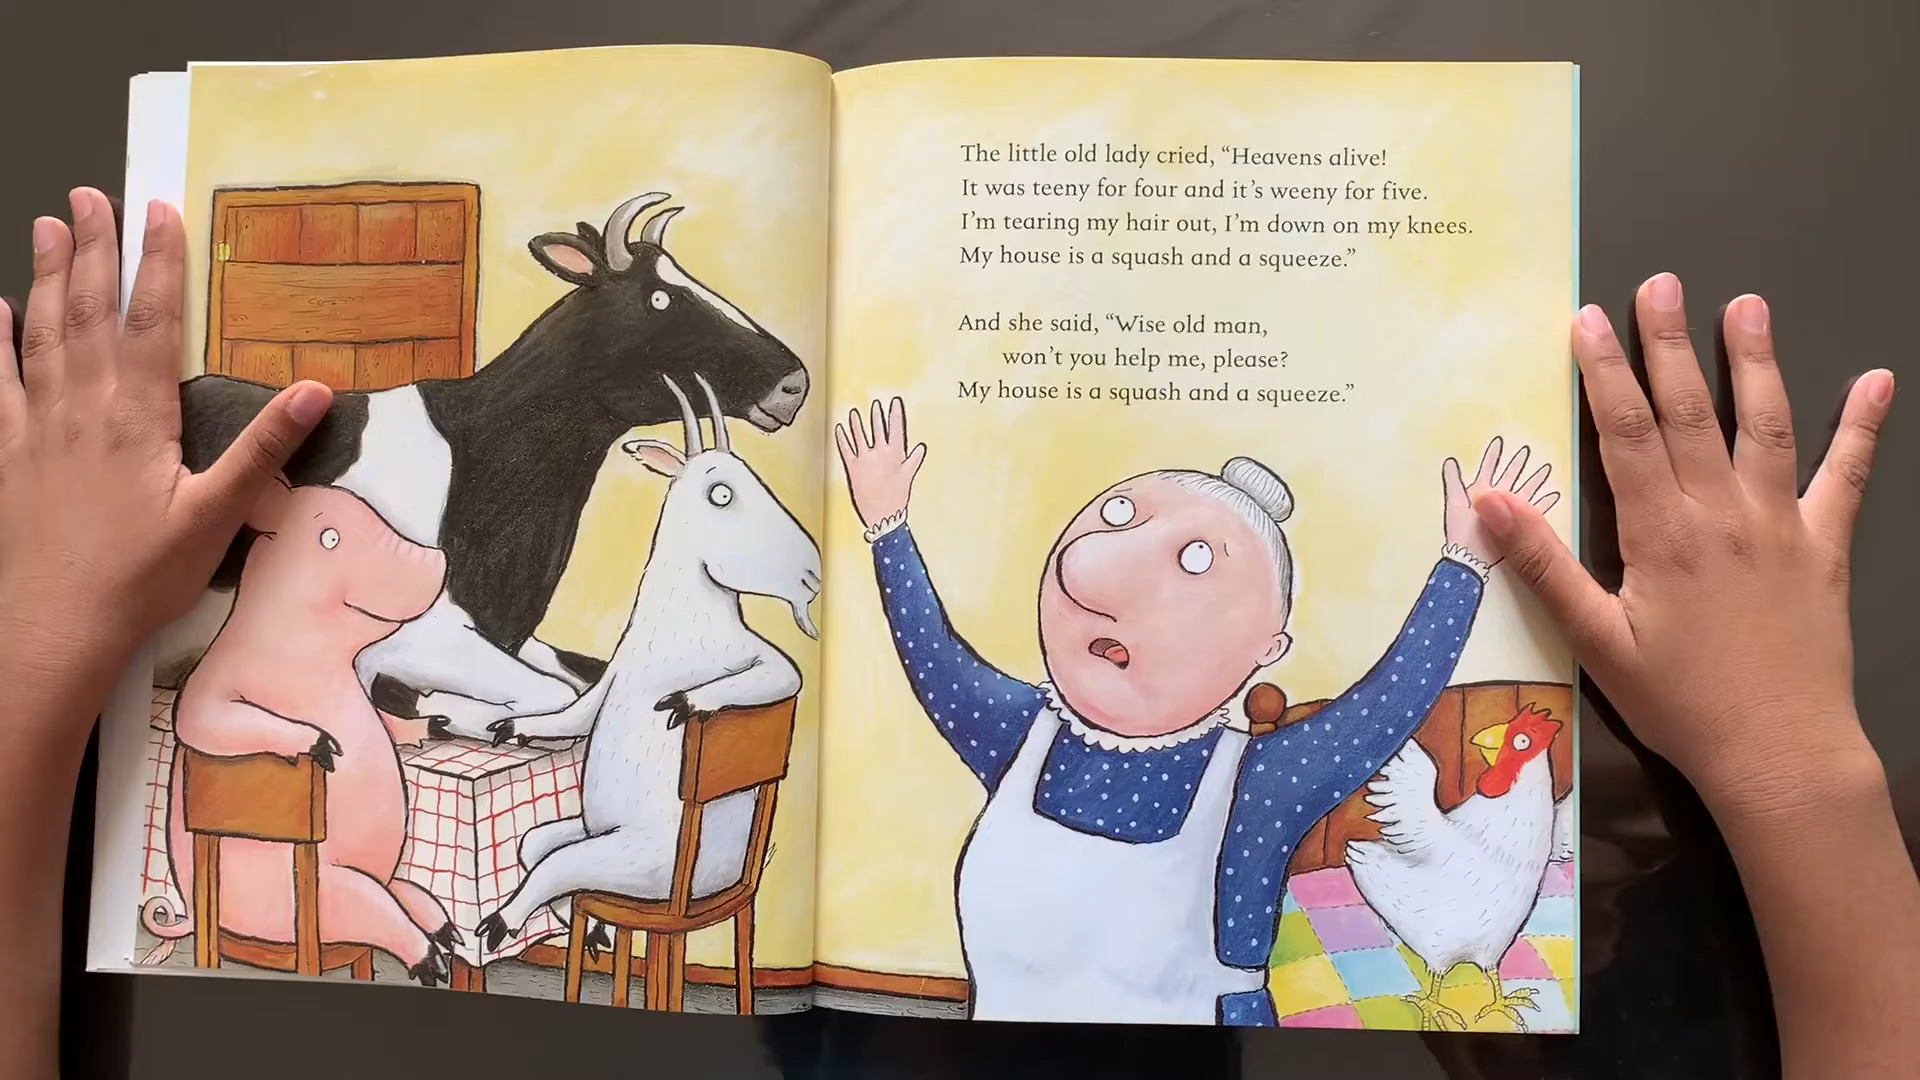 The little old lady cried, “Heavens alive!
It was teeny for four and it’s weeny for five.
I’m tearing my hair out, I’m down on my knees.
My house is a squash and a squeeze.”
And she said, “Wise old man,
won’t you help me, please?
My house is a squash and a squeeze.”